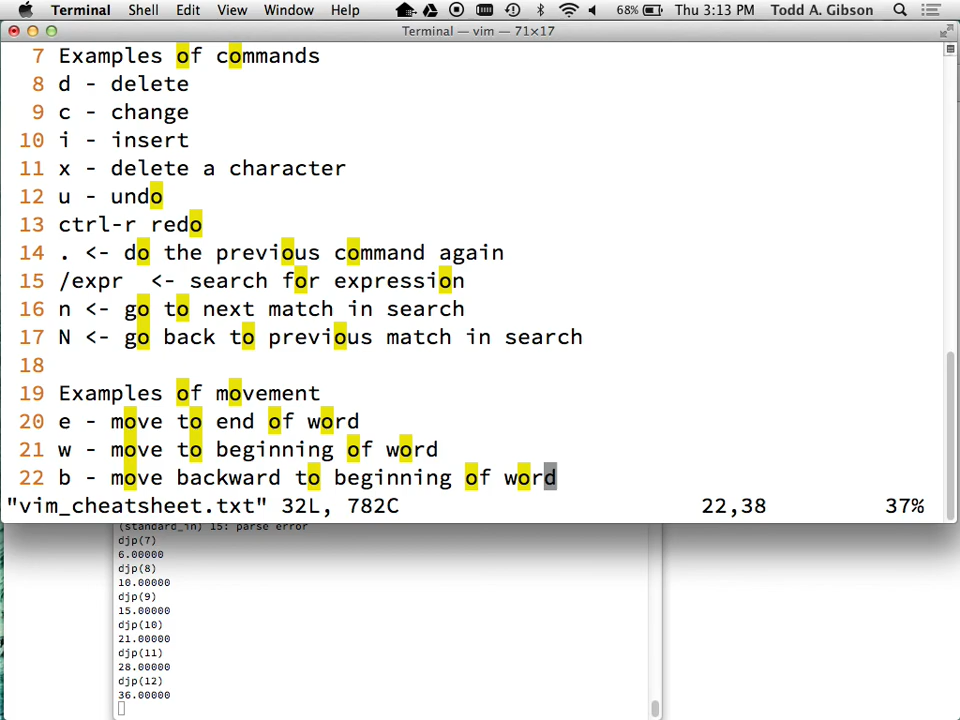 Terminal Shell Edit View Window Help 68% Thu 3:13 PM Todd A. Gibson
Terminal — vim — 71×17
7 Examples of commands
8 d - delete
9 c - change
10 i - insert
11 x - delete a character
12 u - undo
13 ctrl-r redo
14 . <- do the previous command again
15 /expr  <- search for expression
16 n <- go to next match in search
17 N <- go back to previous match in search
18
19 Examples of movement
20 e - move to end of word
21 w - move to beginning of word
22 b - move backward to beginning of word
"vim_cheatsheet.txt" 32L, 782C 22,38 37%
(standard_in) 15: parse error
djp(7)
6.00000
djp(8)
10.00000
djp(9)
15.00000
djp(10)
21.00000
djp(11)
28.00000
djp(12)
36.00000